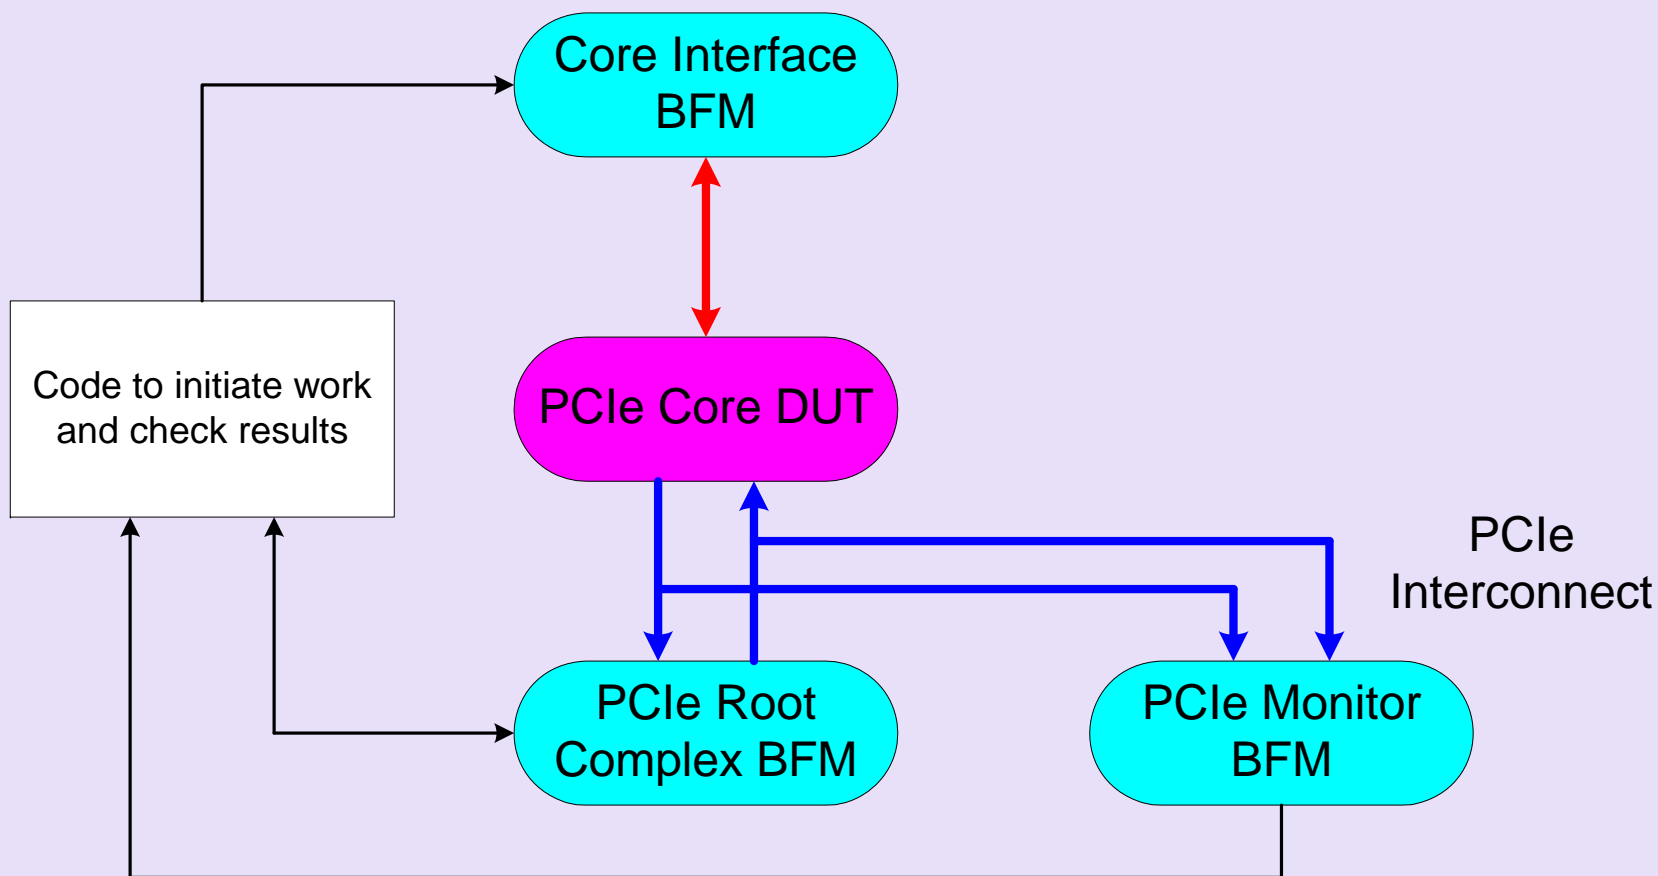 Core Interface
BFM
Code to initiate work
and check results
PCIe Core DUT
PCIe
Interconnect
PCIe Root
Complex BFM
PCIe Monitor
BFM